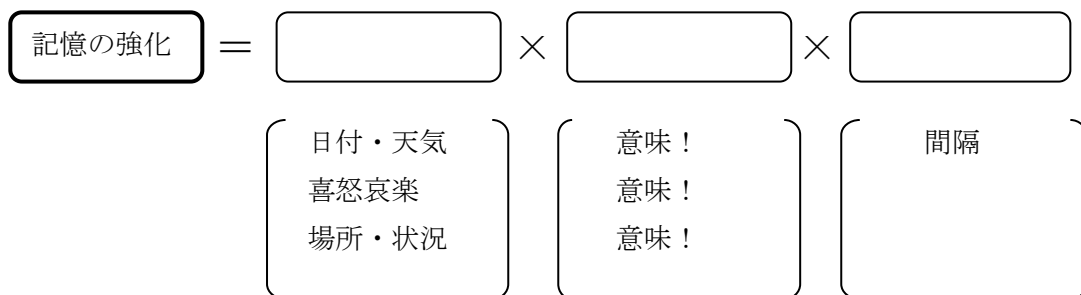 記憶の強化 = × ×
日付・天気 意味！ 間隔
喜怒哀楽 意味！
場所・状況 意味！